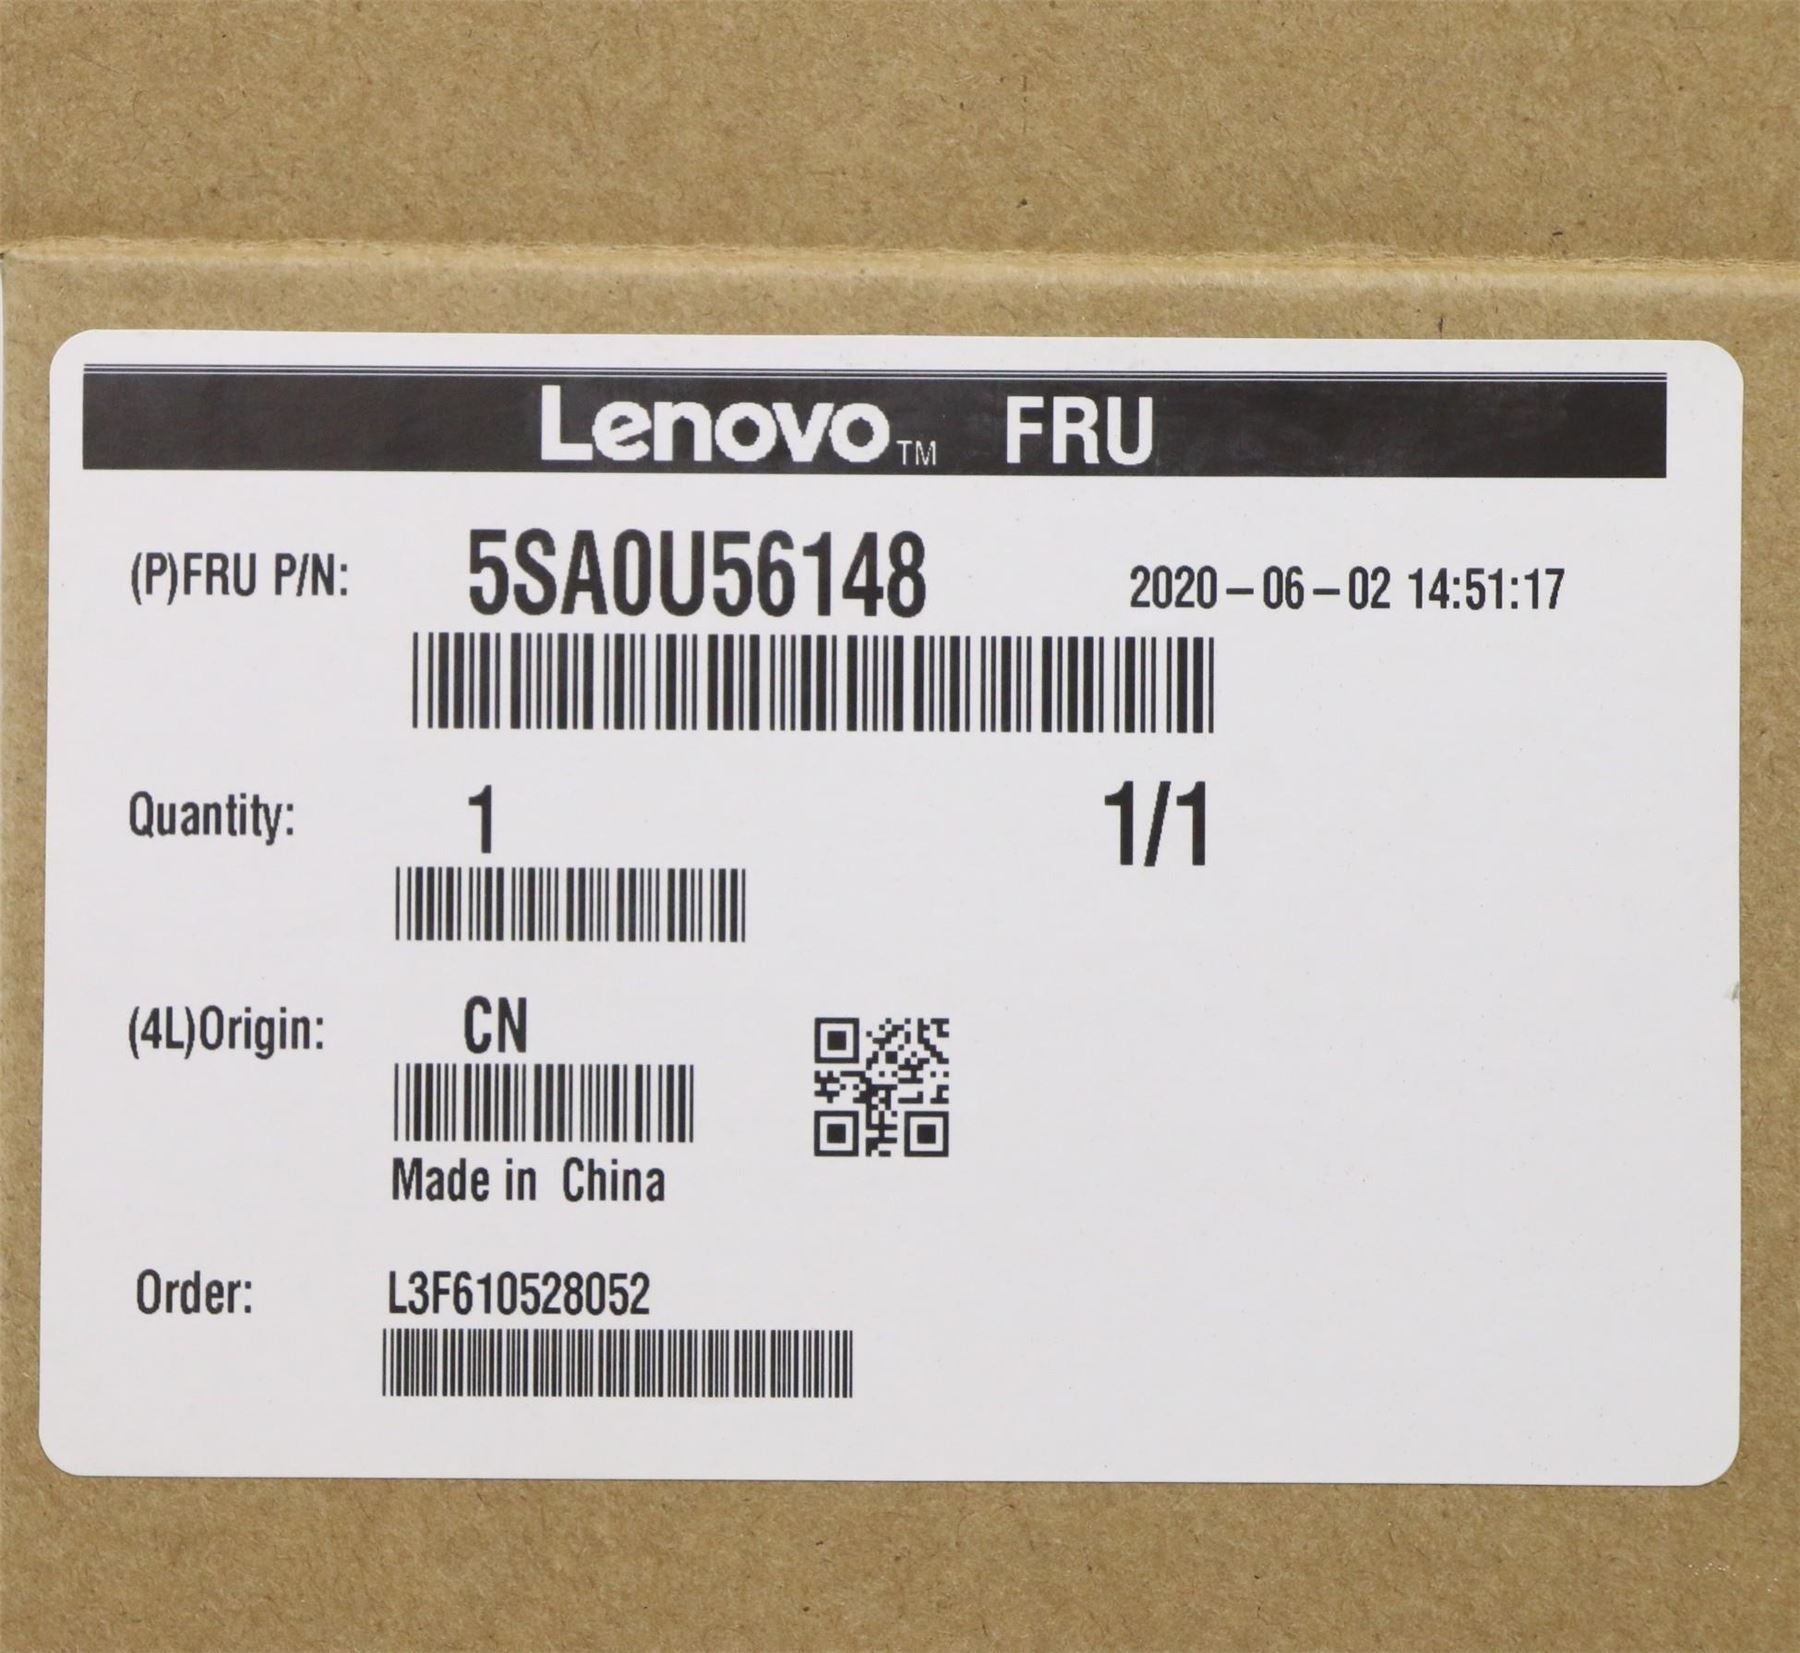 Lenovo™ FRU
(P)FRU P/N: 5SA0U56148 2020-06-02 14:51:17
Quantity: 1 1/1
(4L)Origin: CN
Made in China
Order: L3F610528052